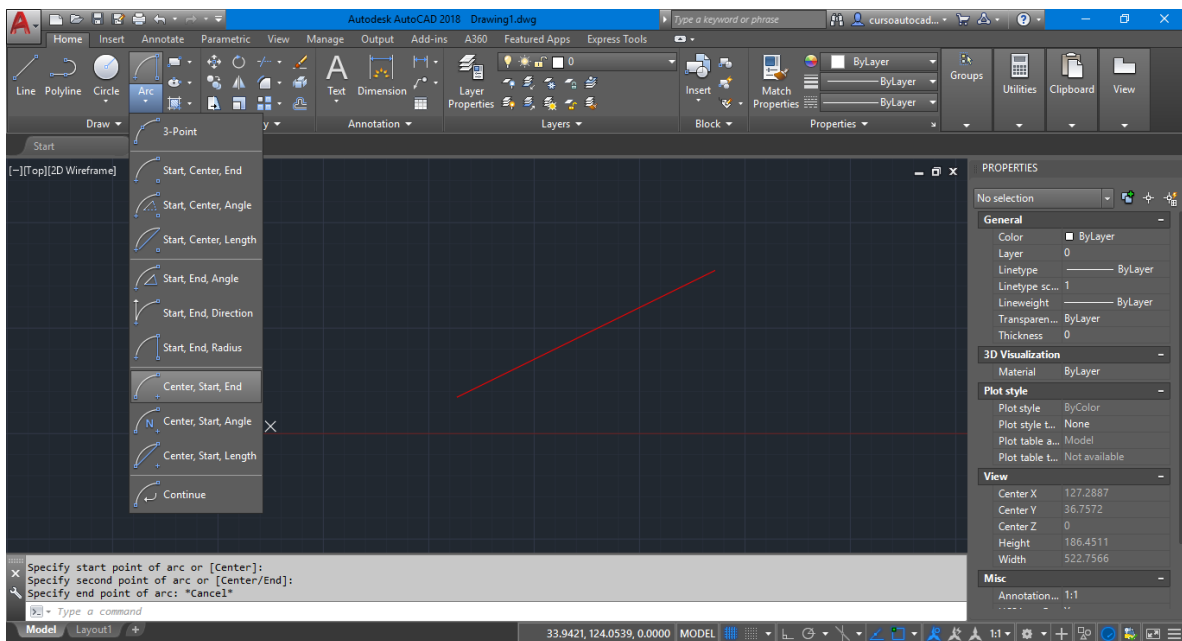 Autodesk AutoCAD 2018 Drawing1.dwg
Type a keyword or phrase
cursoautocad...
Home Insert Annotate Parametric View Manage Output Add-ins A360 Featured Apps Express Tools
Line Polyline Circle Arc
Text Dimension
Layer Properties
0
Insert
Match Properties
ByLayer
ByLayer
ByLayer
Groups
Utilities
Clipboard
View
Draw
y
Annotation
Layers
Block
Properties
Start
[−][Top][2D Wireframe]
3-Point
Start, Center, End
Start, Center, Angle
Start, Center, Length
Start, End, Angle
Start, End, Direction
Start, End, Radius
Center, Start, End
Center, Start, Angle
Center, Start, Length
Continue
PROPERTIES
No selection
General
Color ByLayer
Layer 0
Linetype ByLayer
Linetype sc... 1
Lineweight ByLayer
Transparen... ByLayer
Thickness 0
3D Visualization
Material ByLayer
Plot style
Plot style ByColor
Plot style t... None
Plot table a... Model
Plot table t... Not available
View
Center X 127.2887
Center Y 36.7572
Center Z 0
Height 186.4511
Width 522.7566
Misc
Annotation... 1:1
Specify start point of arc or [Center]:
Specify second point of arc or [Center/End]:
Specify end point of arc: *Cancel*
Type a command
Model Layout1 +
33.9421, 124.0539, 0.0000 MODEL 1:1